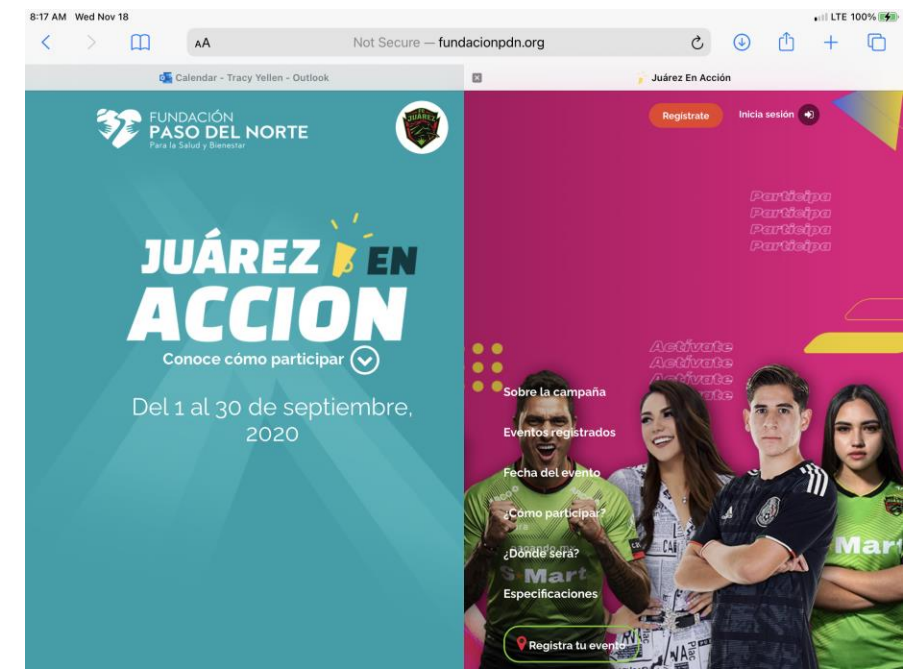 8:17 AM Wed Nov 18
LTE 100%
AA
Not Secure — fundacionpdn.org
Calendar - Tracy Yellen - Outlook
Juárez En Acción
FUNDACIÓN
PASO DEL NORTE
Para la Salud y Bienestar
JUÁREZ
JUÁREZ EN
ACCION
Conoce cómo participar
Del 1 al 30 de septiembre,
2020
Regístrate
Inicia sesión
Participa
Participa
Participa
Participa
Actívate
Actívate
Actívate
Actívate
Sobre la campaña
Eventos registrados
Fecha del evento
¿Cómo participar?
¿Dónde será?
Especificaciones
Registra tu evento
S Mart
Mart